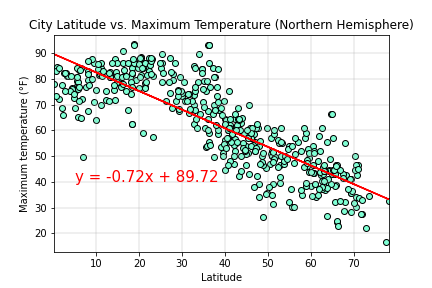 City Latitude vs. Maximum Temperature (Northern Hemisphere)
Maximum temperature (°F)
90
80
70
60
50
40
30
20
y = -0.72x + 89.72
10 20 30 40 50 60 70
Latitude